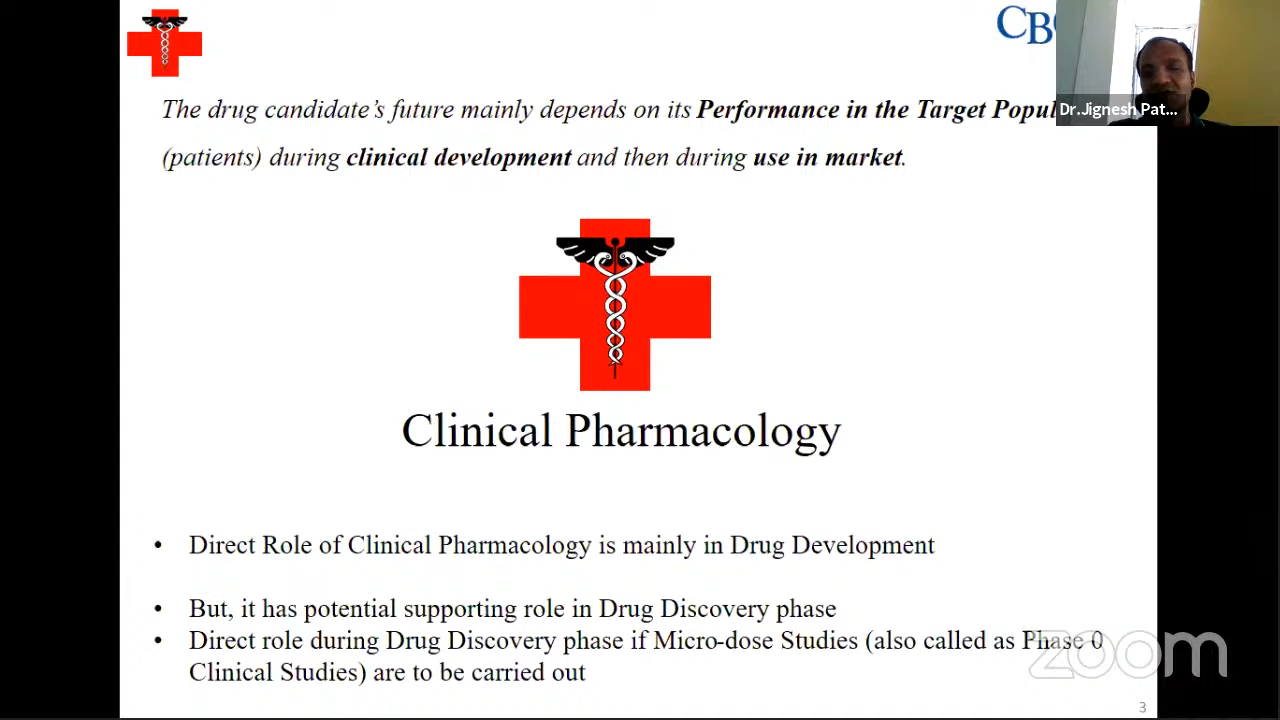 CB
The drug candidate's future mainly depends on its Performance in the Target Popul
Dr.Jignesh Pat...
(patients) during clinical development and then during use in market.
Clinical Pharmacology
• Direct Role of Clinical Pharmacology is mainly in Drug Development
• But, it has potential supporting role in Drug Discovery phase
• Direct role during Drug Discovery phase if Micro-dose Studies (also called as Phase 0
Clinical Studies) are to be carried out
zoom
3